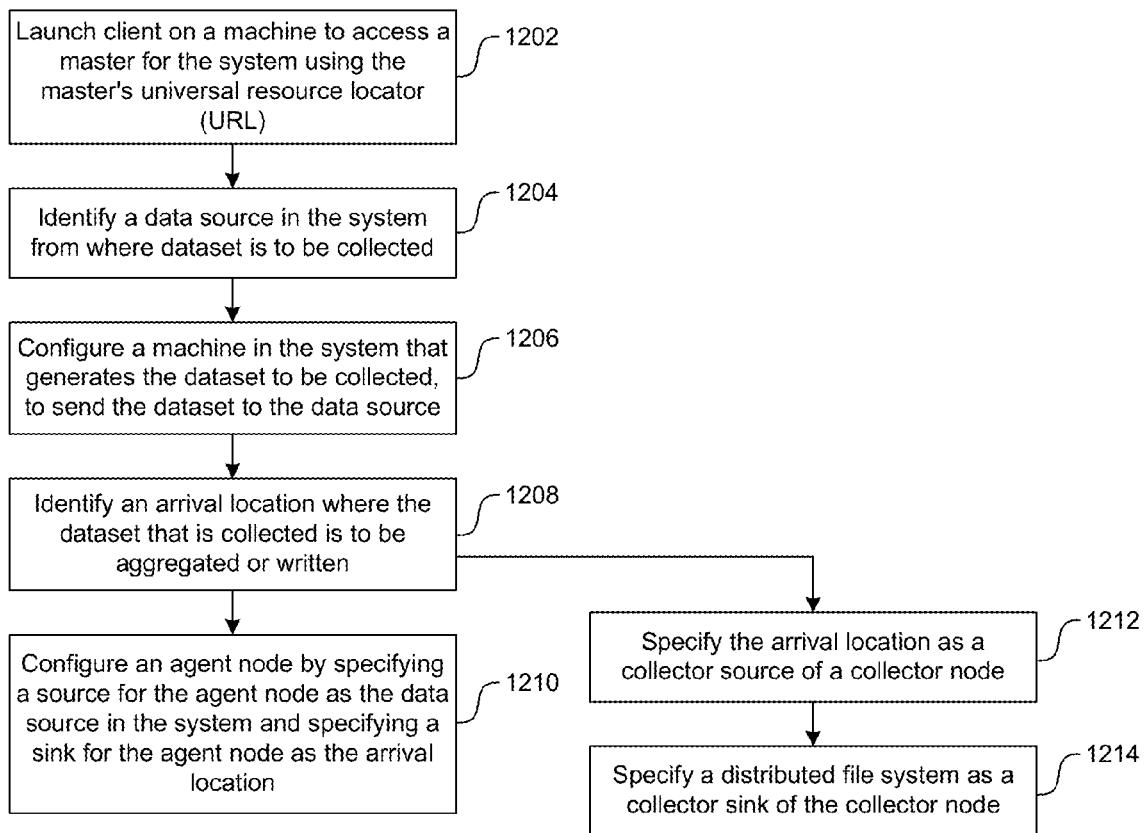 Launch client on a machine to access a
master for the system using the
master's universal resource locator
(URL)
1202
Identify a data source in the system
from where dataset is to be collected
1204
Configure a machine in the system that
generates the dataset to be collected,
to send the dataset to the data source
1206
Identify an arrival location where the
dataset that is collected is to be
aggregated or written
1208
Configure an agent node by specifying
a source for the agent node as the data
source in the system and specifying a
sink for the agent node as the arrival
location
1210
Specify the arrival location as a
collector source of a collector node
1212
Specify a distributed file system as a
collector sink of the collector node
1214